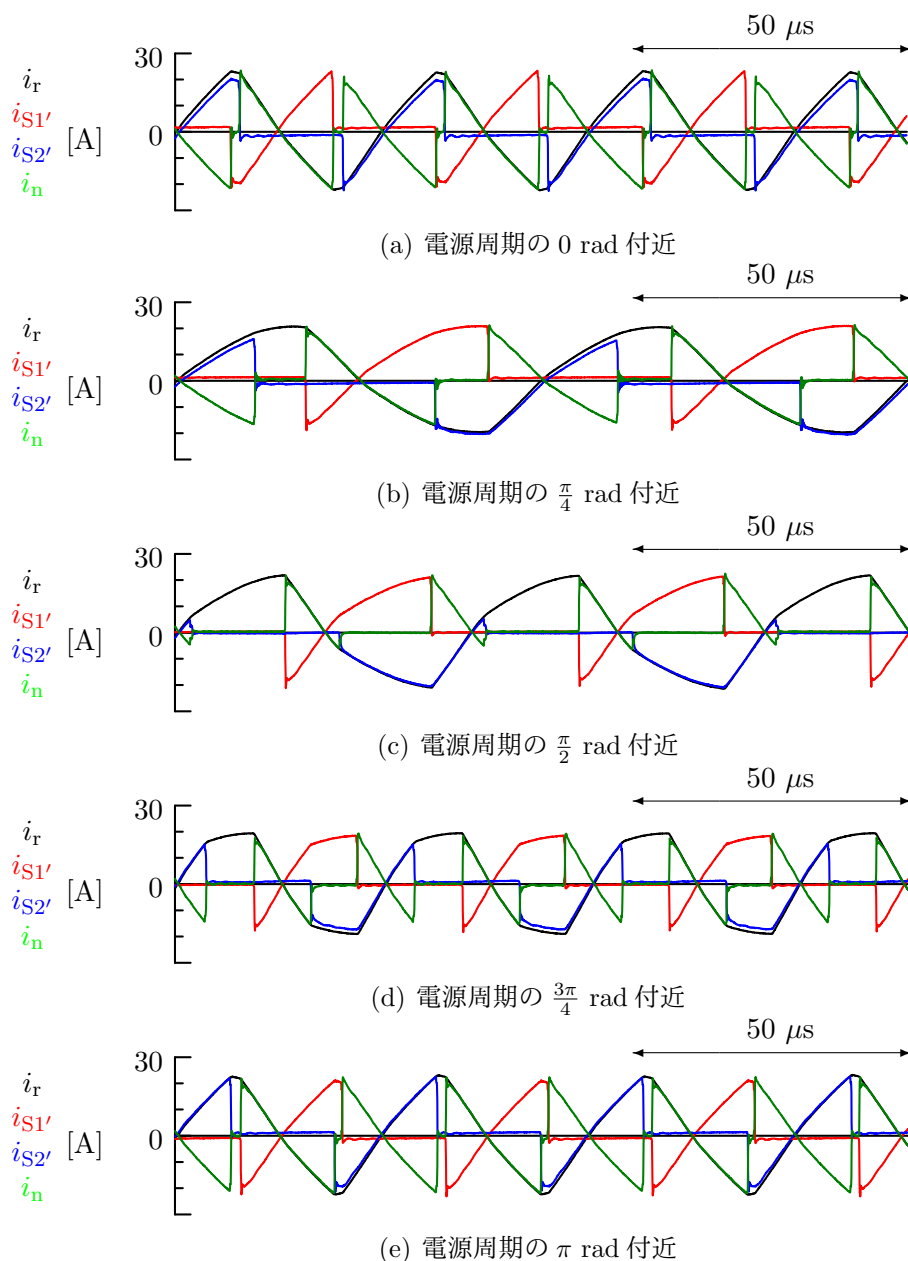 50 μs
30
0
i_r
i_S1′
i_S2′ [A]
i_n
(a) 電源周期の 0 rad 付近
50 μs
30
0
i_r
i_S1′
i_S2′ [A]
i_n
(b) 電源周期の π/4 rad 付近
50 μs
30
0
i_r
i_S1′
i_S2′ [A]
i_n
(c) 電源周期の π/2 rad 付近
50 μs
30
0
i_r
i_S1′
i_S2′ [A]
i_n
(d) 電源周期の 3π/4 rad 付近
50 μs
30
0
i_r
i_S1′
i_S2′ [A]
i_n
(e) 電源周期の π rad 付近